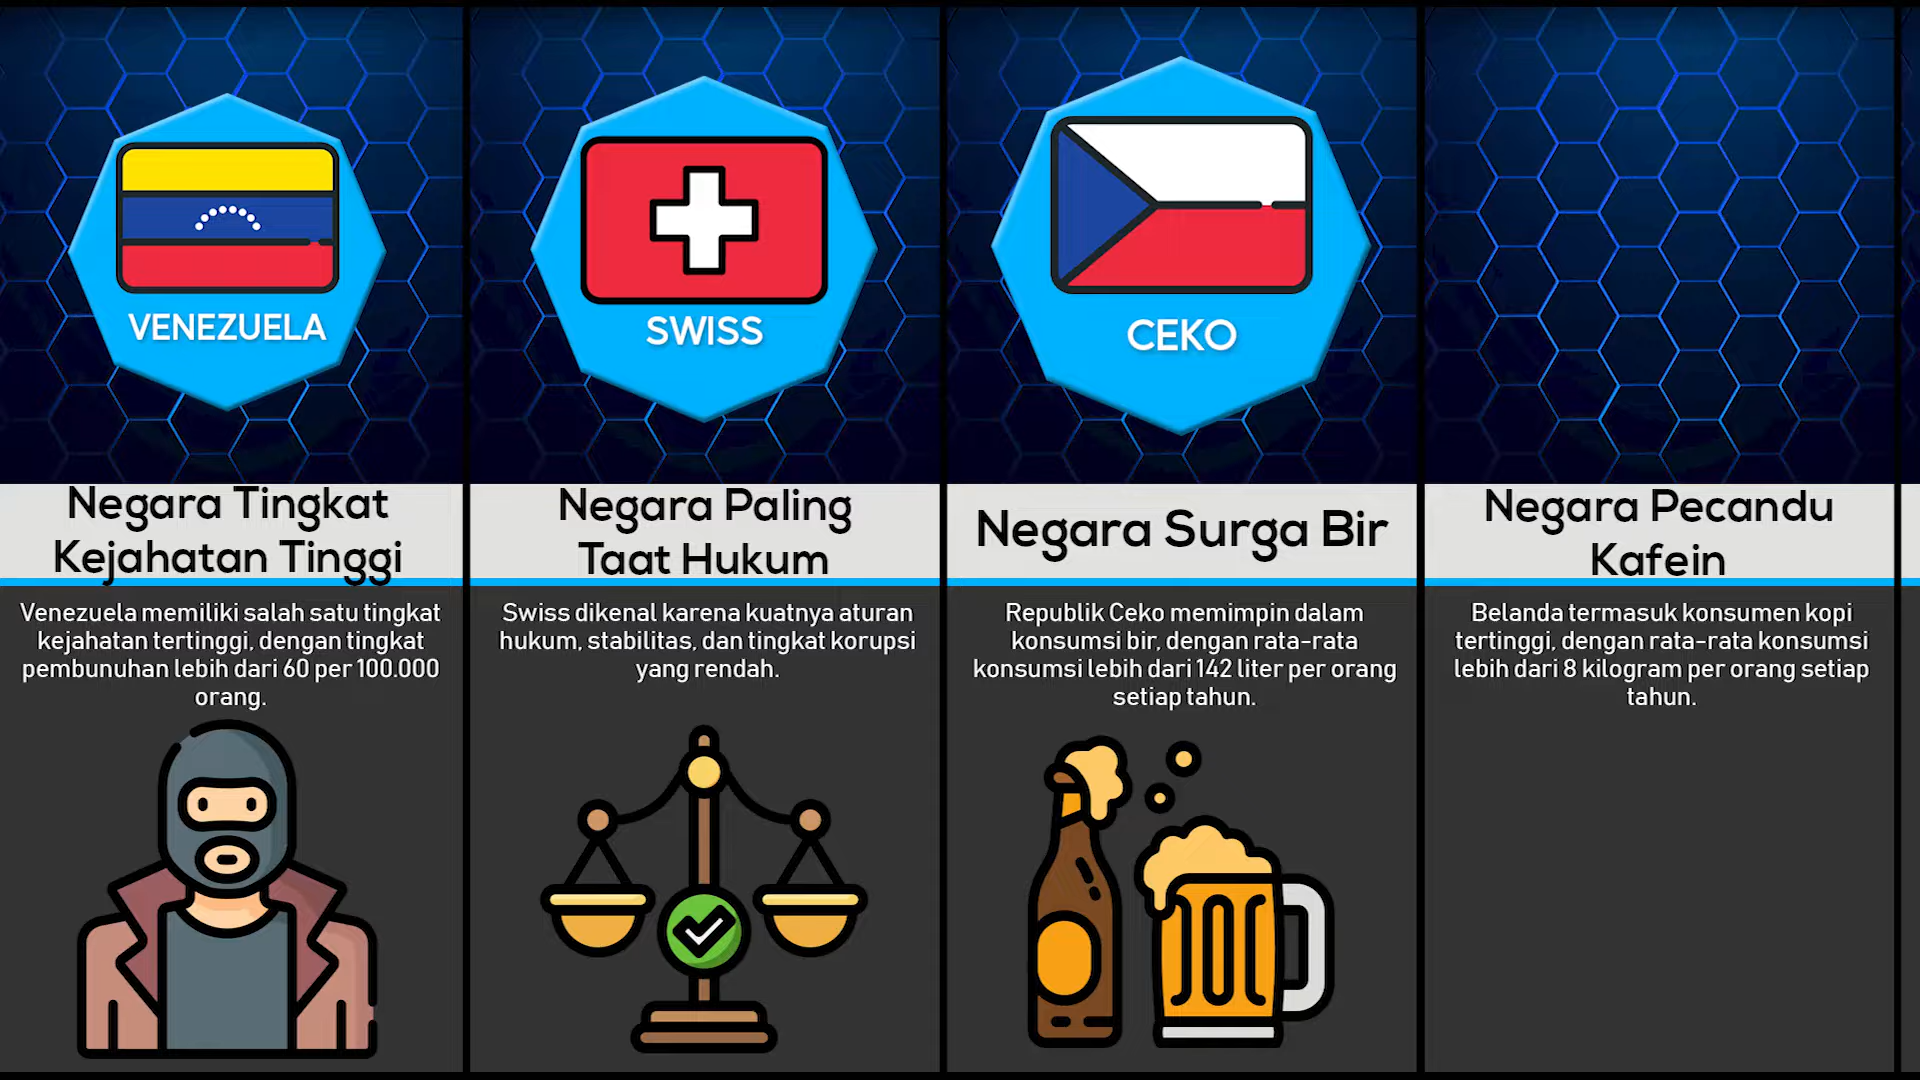 VENEZUELA
Negara Tingkat
Kejahatan Tinggi
Venezuela memiliki salah satu tingkat
kejahatan tertinggi, dengan tingkat
pembunuhan lebih dari 60 per 100.000
orang.
SWISS
Negara Paling
Taat Hukum
Swiss dikenal karena kuatnya aturan
hukum, stabilitas, dan tingkat korupsi
yang rendah.
CEKO
Negara Surga Bir
Republik Ceko memimpin dalam
konsumsi bir, dengan rata-rata
konsumsi lebih dari 142 liter per orang
setiap tahun.
Negara Pecandu
Kafein
Belanda termasuk konsumen kopi
tertinggi, dengan rata-rata konsumsi
lebih dari 8 kilogram per orang setiap
tahun.